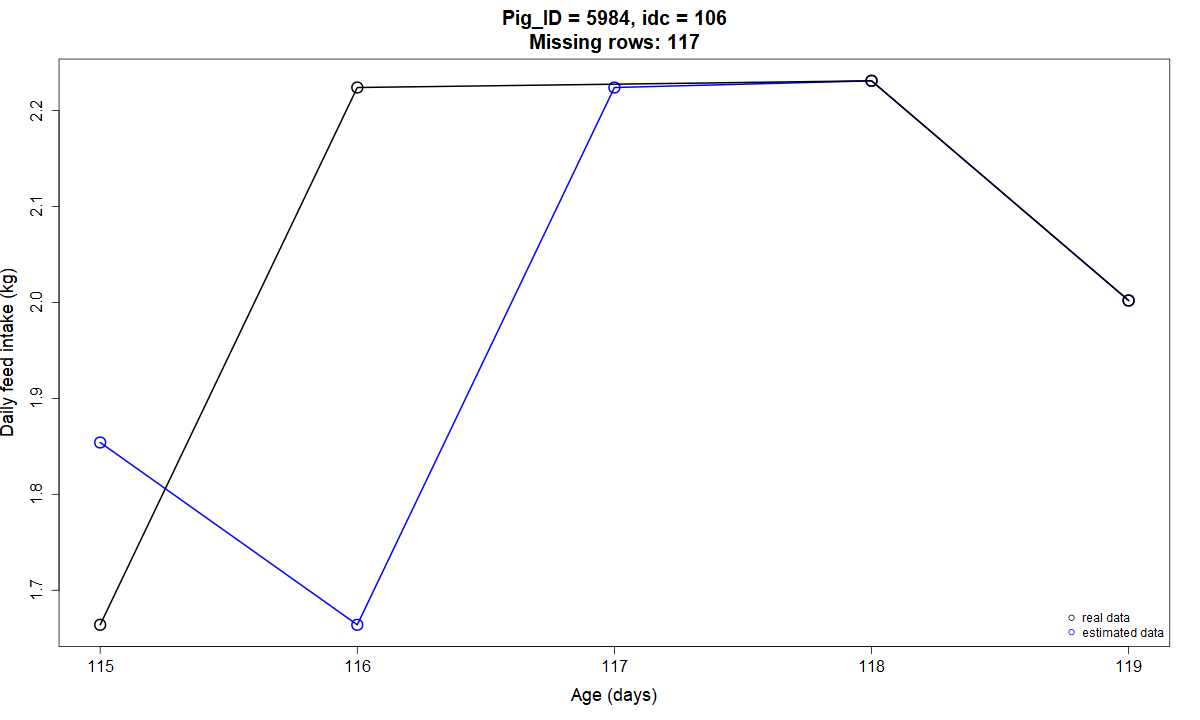 Pig_ID = 5984, idc = 106
Missing rows: 117
Daily feed intake (kg)
2.2
2.1
2.0
1.9
1.8
1.7
real data
estimated data
115 116 117 118 119
Age (days)